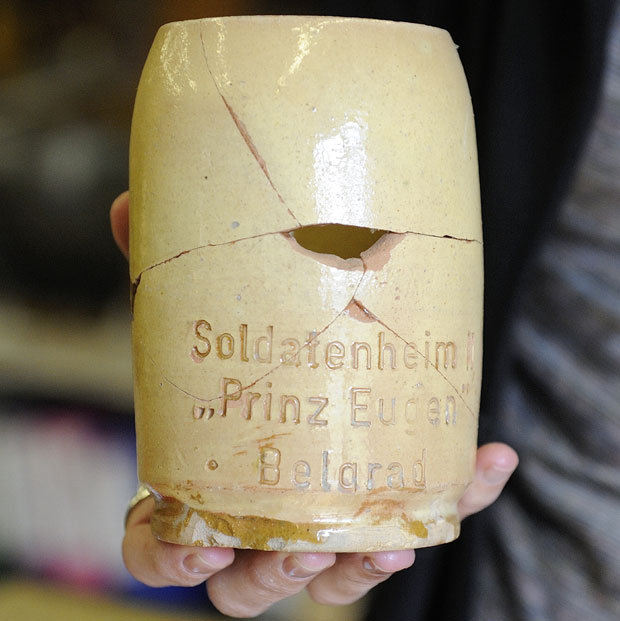 Soldatenheim
„Prinz Eugen"
Belgrad